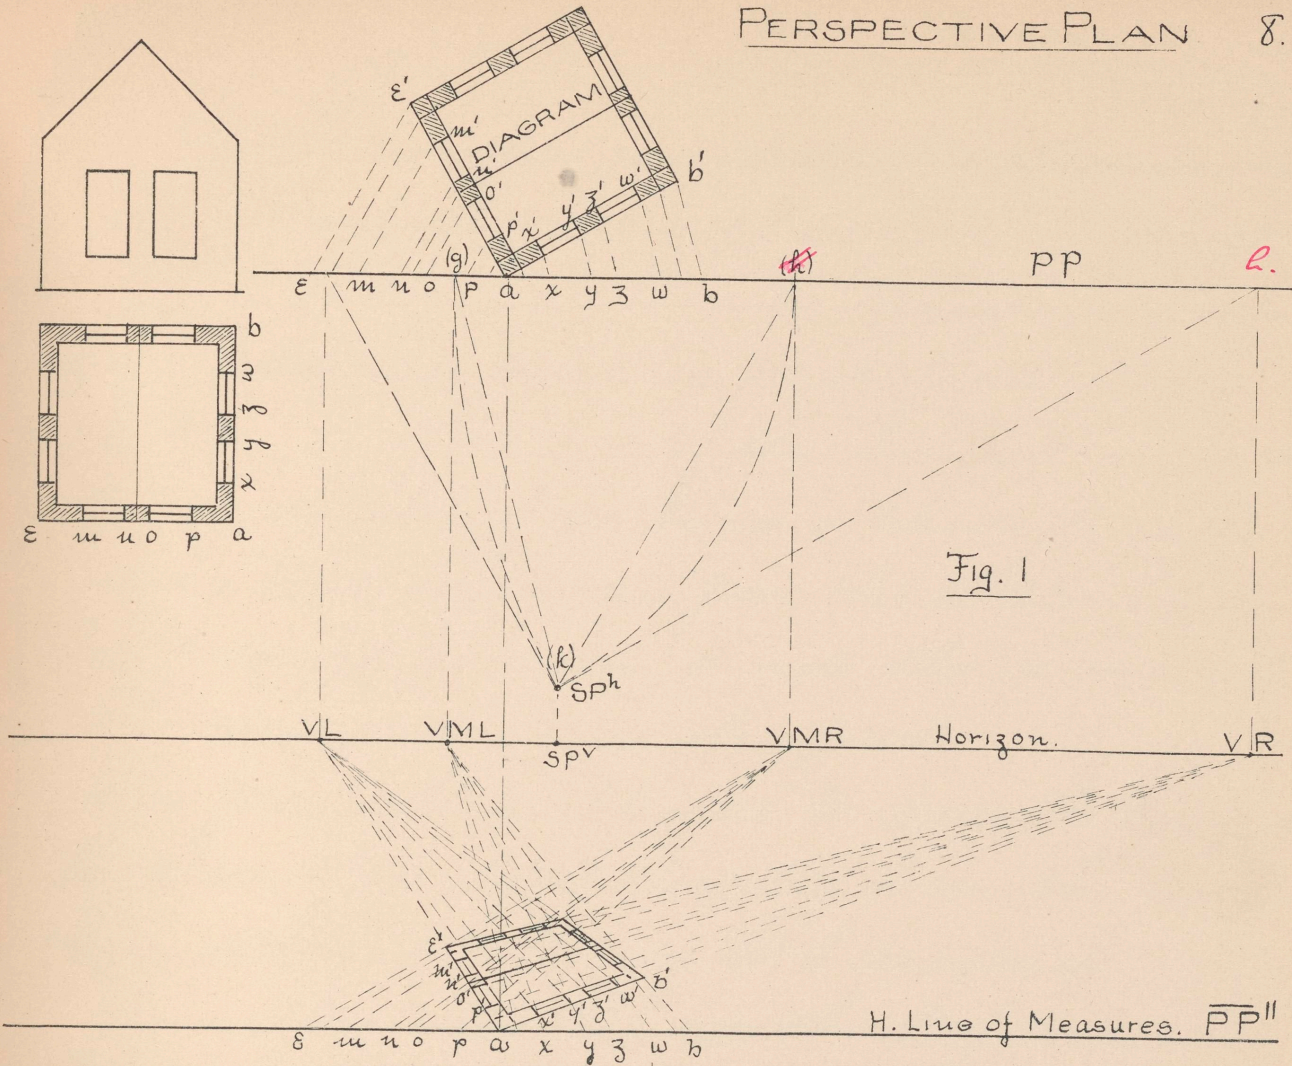 PERSPECTIVE PLAN 8.
ε'
m'
DIAGRAM
n'
o'
p' x' y' z' w'
b'
(g) (h) PP h.
ε m n o p a x y z w b
b
w
z
y
x
ε m n o p a
Fig. 1
(k)
SPh
VL VML SPv VMR Horizon. VR
ε'
m'
n'
o'
p' x' y' z' w' b'
H. Line of Measures. PP"
ε m n o p a x y z w b